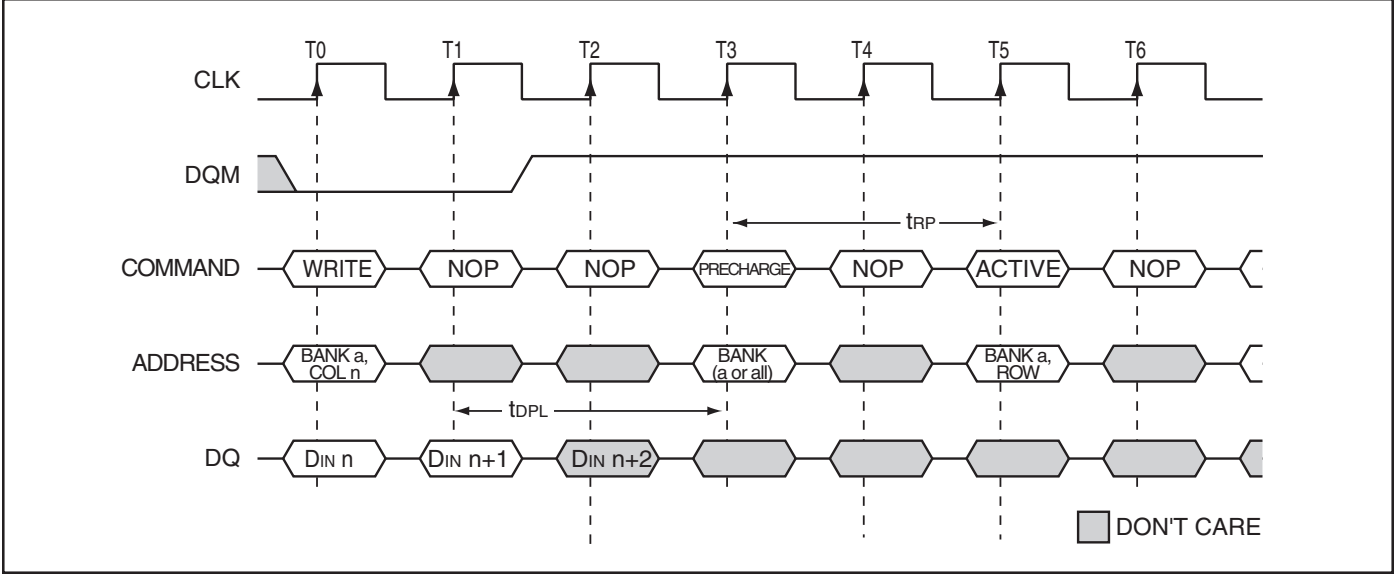 T0 T1 T2 T3 T4 T5 T6
CLK
DQM
tRP
COMMAND WRITE NOP NOP PRECHARGE NOP ACTIVE NOP
ADDRESS BANK a, COL n BANK (a or all) BANK a, ROW
tDPL
DQ DIN n DIN n+1 DIN n+2
DON'T CARE